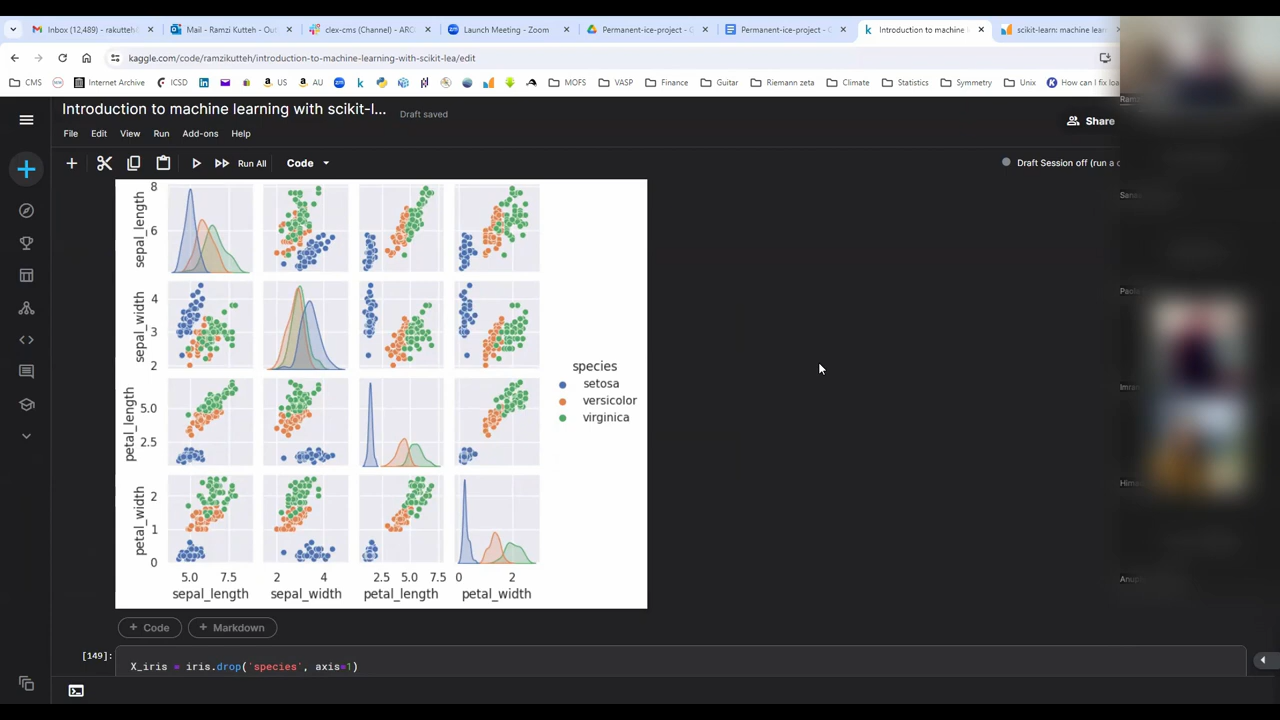 Inbox (12,489) - rakutteh@
Mail - Ramzi Kutteh - Out
clex-cms (Channel) - ARC
Launch Meeting - Zoom
Permanent-ice-project - G
Permanent-ice-project - G
Introduction to machine l
scikit-learn: machine lear
kaggle.com/code/ramzikutteh/introduction-to-machine-learning-with-scikit-lea/edit
CMS
Internet Archive
ICSD
US
AU
MOFS
VASP
Finance
Guitar
Riemann zeta
Climate
Statistics
Symmetry
Unix
How can I fix loa
Introduction to machine learning with scikit-l...
Draft saved
File Edit View Run Add-ons Help
Share
Run All
Code
Draft Session off (run a c
sepal_length
8
6
sepal_width
4
3
2
petal_length
5.0
2.5
petal_width
2
1
0
5.0 7.5 2 4 2.5 5.0 7.5 0 2
sepal_length sepal_width petal_length petal_width
species
setosa
versicolor
virginica
+ Code
+ Markdown
[149]:
X_iris = iris.drop('species', axis=1)